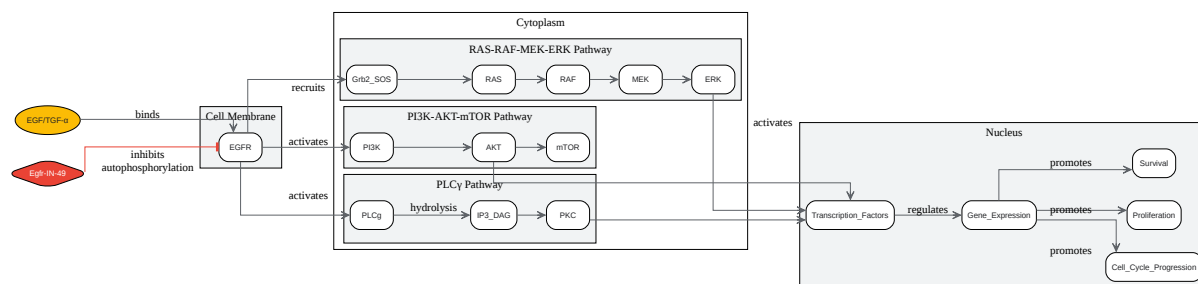 Cytoplasm
RAS-RAF-MEK-ERK Pathway
Grb2_SOS
RAS
RAF
MEK
ERK
recruits
EGF/TGF-α
binds
Cell Membrane
EGFR
Egfr-IN-49
inhibits
autophosphorylation
activates
PI3K-AKT-mTOR Pathway
PI3K
AKT
mTOR
activates
PLCγ Pathway
PLCg
hydrolysis
IP3_DAG
PKC
activates
Nucleus
Transcription_Factors
regulates
Gene_Expression
promotes
Survival
promotes
Proliferation
promotes
Cell_Cycle_Progression